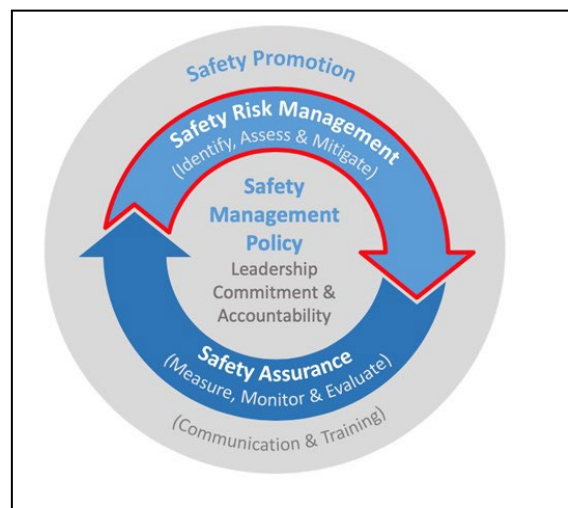 Safety Promotion
Safety Risk Management
(Identify, Assess & Mitigate)
Safety
Management
Policy
Leadership
Commitment &
Accountability
Safety Assurance
(Measure, Monitor & Evaluate)
(Communication & Training)